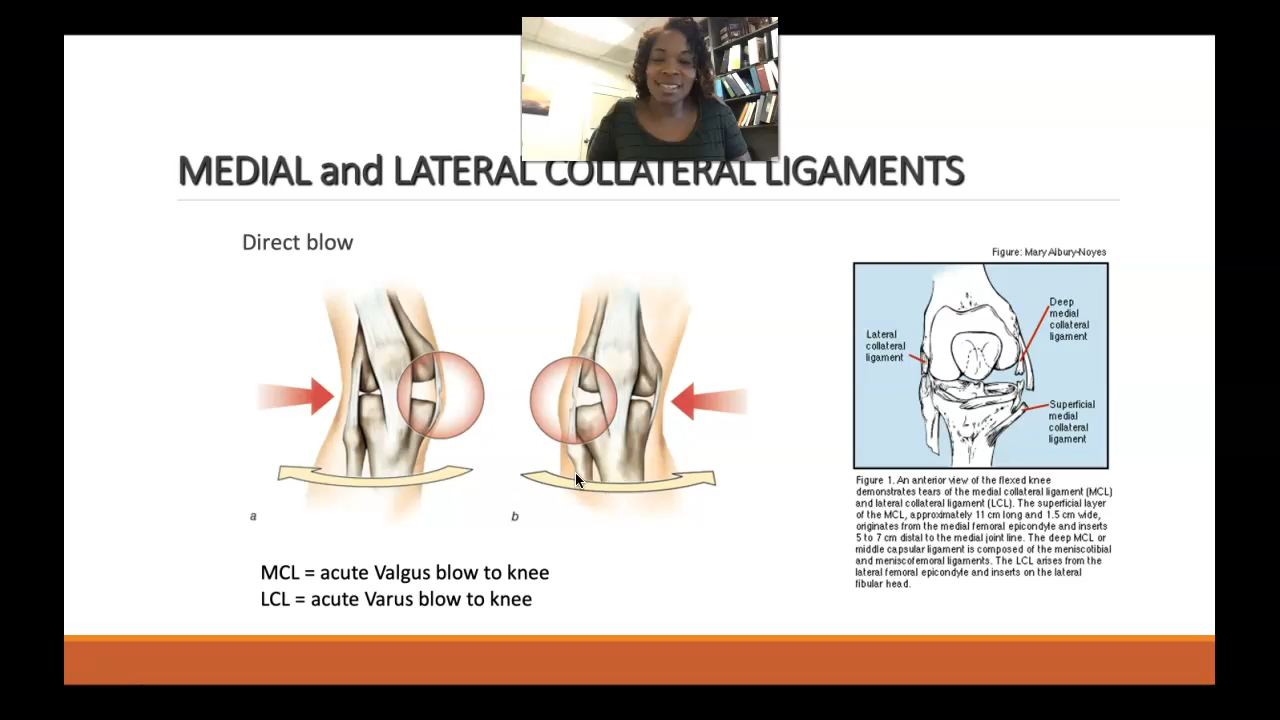 MEDIAL and LATERAL COLLATERAL LIGAMENTS
Direct blow
a
b
MCL = acute Valgus blow to knee
LCL = acute Varus blow to knee
Figure: Mary Albury-Noyes
Deep
medial
collateral
ligament
Lateral
collateral
ligament
Superficial
medial
collateral
ligament
Figure 1. An anterior view of the flexed knee
demonstrates tears of the medial collateral ligament (MCL)
and lateral collateral ligament (LCL). The superficial layer
of the MCL, approximately 11 cm long and 1.5 cm wide,
originates from the medial femoral epicondyle and inserts
5 to 7 cm distal to the medial joint line. The deep MCL or
middle capsular ligament is composed of the meniscotibial
and meniscofemoral ligaments. The LCL arises from the
lateral femoral epicondyle and inserts on the lateral
fibular head.